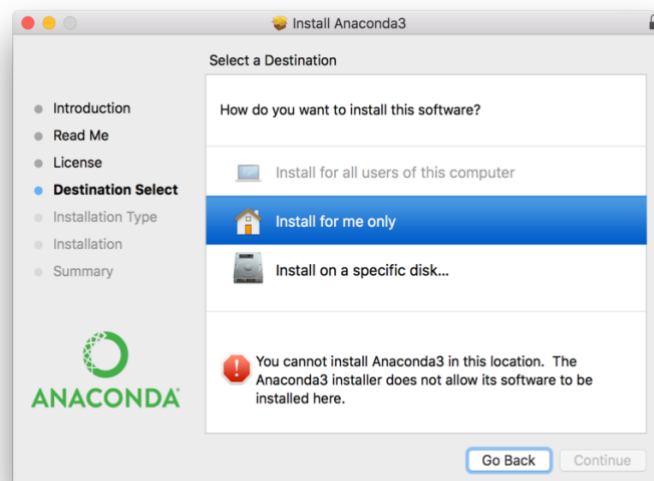 Install Anaconda3
Select a Destination
Introduction
Read Me
License
Destination Select
Installation Type
Installation
Summary
ANACONDA
How do you want to install this software?
Install for all users of this computer
Install for me only
Install on a specific disk...
You cannot install Anaconda3 in this location. The
Anaconda3 installer does not allow its software to be
installed here.
Go Back
Continue